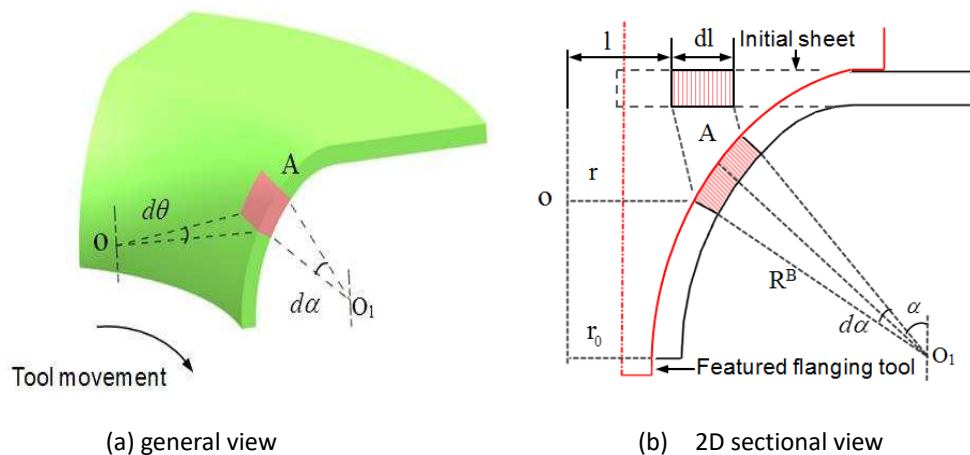 A
dθ
o
dα
O₁
Tool movement
(a) general view
l
dl
Initial sheet
A
r
o
Rᴮ
dα
α
r₀
O₁
Featured flanging tool
(b) 2D sectional view